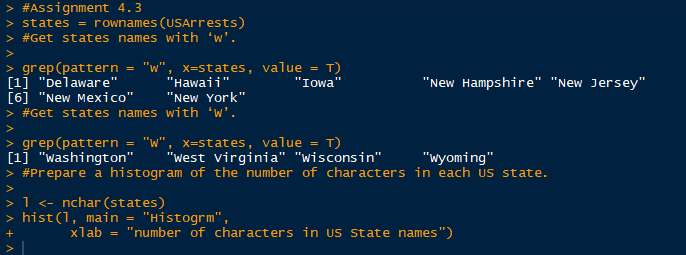 > #Assignment 4.3
> states = rownames(USArrests)
> #Get states names with ‘w’.
>
> grep(pattern = "w", x=states, value = T)
[1] "Delaware"      "Hawaii"        "Iowa"          "New Hampshire" "New Jersey"
[6] "New Mexico"    "New York"
> #Get states names with ‘W’.
>
> grep(pattern = "W", x=states, value = T)
[1] "Washington"    "West Virginia" "Wisconsin"     "Wyoming"
> #Prepare a histogram of the number of characters in each US state.
>
> l <- nchar(states)
> hist(l, main = "Histogrm",
+      xlab = "number of characters in US State names")
>